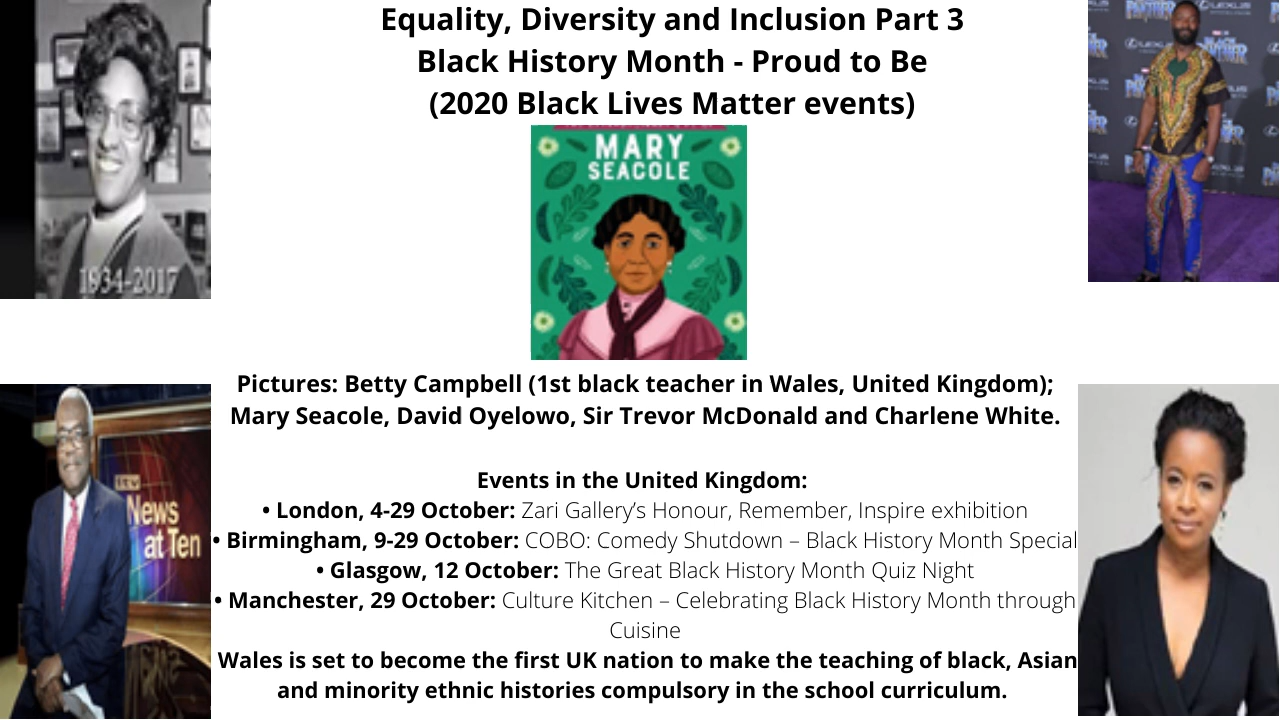 Equality, Diversity and Inclusion Part 3
Black History Month - Proud to Be
(2020 Black Lives Matter events)
MARY
SEACOLE
1934-2017
LEXUS
PANTHER
BLACK
PANTHER
Pictures: Betty Campbell (1st black teacher in Wales, United Kingdom);
Mary Seacole, David Oyelowo, Sir Trevor McDonald and Charlene White.
itv
News
at Ten
Events in the United Kingdom:
• London, 4-29 October: Zari Gallery’s Honour, Remember, Inspire exhibition
• Birmingham, 9-29 October: COBO: Comedy Shutdown – Black History Month Special
• Glasgow, 12 October: The Great Black History Month Quiz Night
• Manchester, 29 October: Culture Kitchen – Celebrating Black History Month through
Cuisine
Wales is set to become the first UK nation to make the teaching of black, Asian
and minority ethnic histories compulsory in the school curriculum.